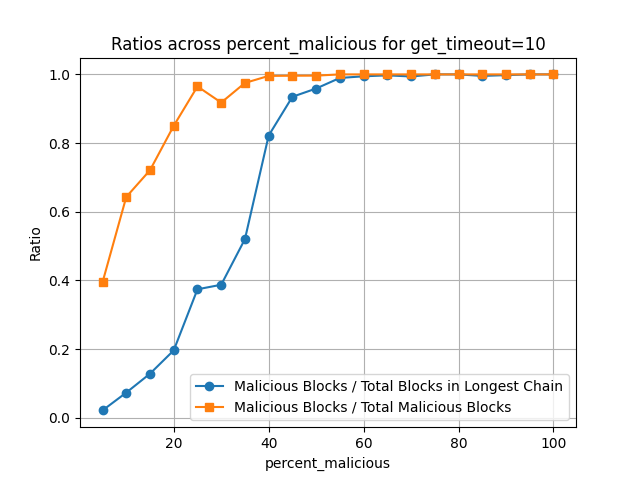 Ratios across percent_malicious for get_timeout=10
1.0
0.8
0.6
0.4
0.2
0.0
Ratio
Malicious Blocks / Total Blocks in Longest Chain
Malicious Blocks / Total Malicious Blocks
20 40 60 80 100
percent_malicious